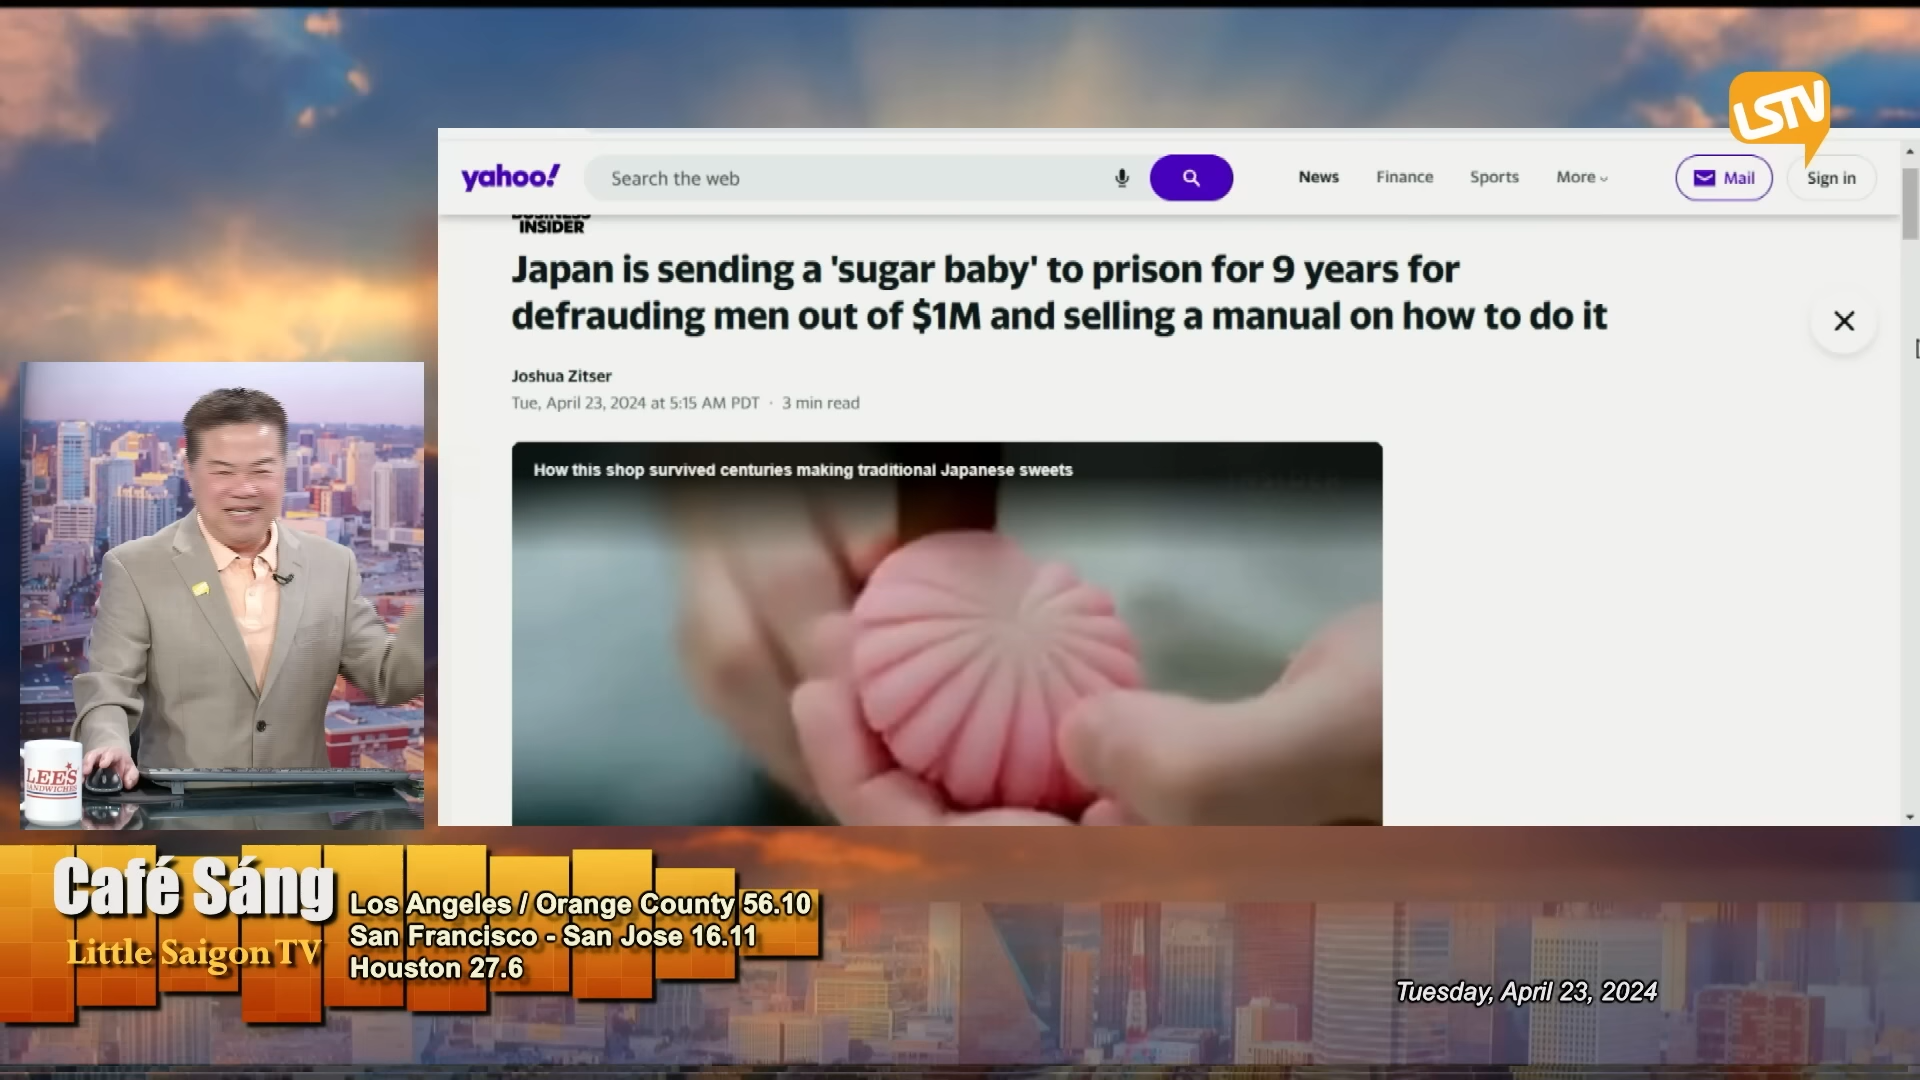 LSTV
yahoo!
Search the web
News
Finance
Sports
More
Mail
Sign in
BUSINESS
INSIDER
Japan is sending a 'sugar baby' to prison for 9 years for
defrauding men out of $1M and selling a manual on how to do it
Joshua Zitser
Tue, April 23, 2024 at 5:15 AM PDT · 3 min read
How this shop survived centuries making traditional Japanese sweets
INSIDER
LEE'S
SANDWICHES
Café Sáng
Little Saigon TV
Los Angeles / Orange County 56.10
San Francisco - San Jose 16.11
Houston 27.6
Tuesday, April 23, 2024